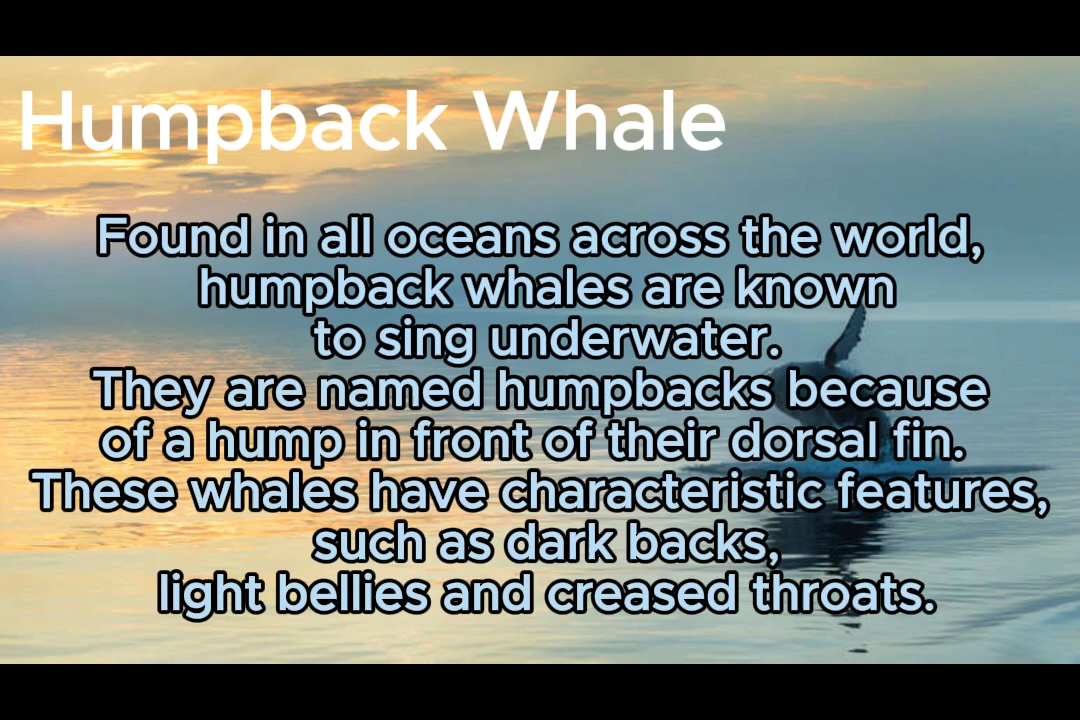 Humpback Whale
Found in all oceans across the world,
humpback whales are known
to sing underwater.
They are named humpbacks because
of a hump in front of their dorsal fin.
These whales have characteristic features,
such as dark backs,
light bellies and creased throats.